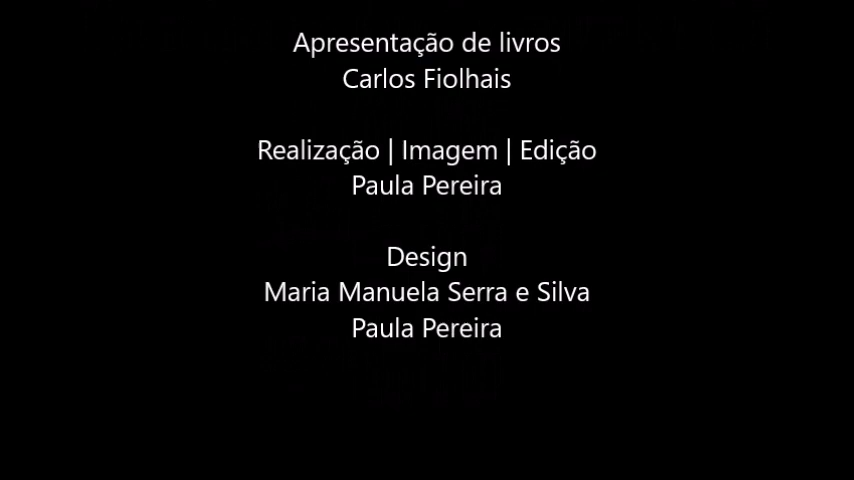 Apresentação de livros
Carlos Fiolhais
Realização | Imagem | Edição
Paula Pereira
Design
Maria Manuela Serra e Silva
Paula Pereira